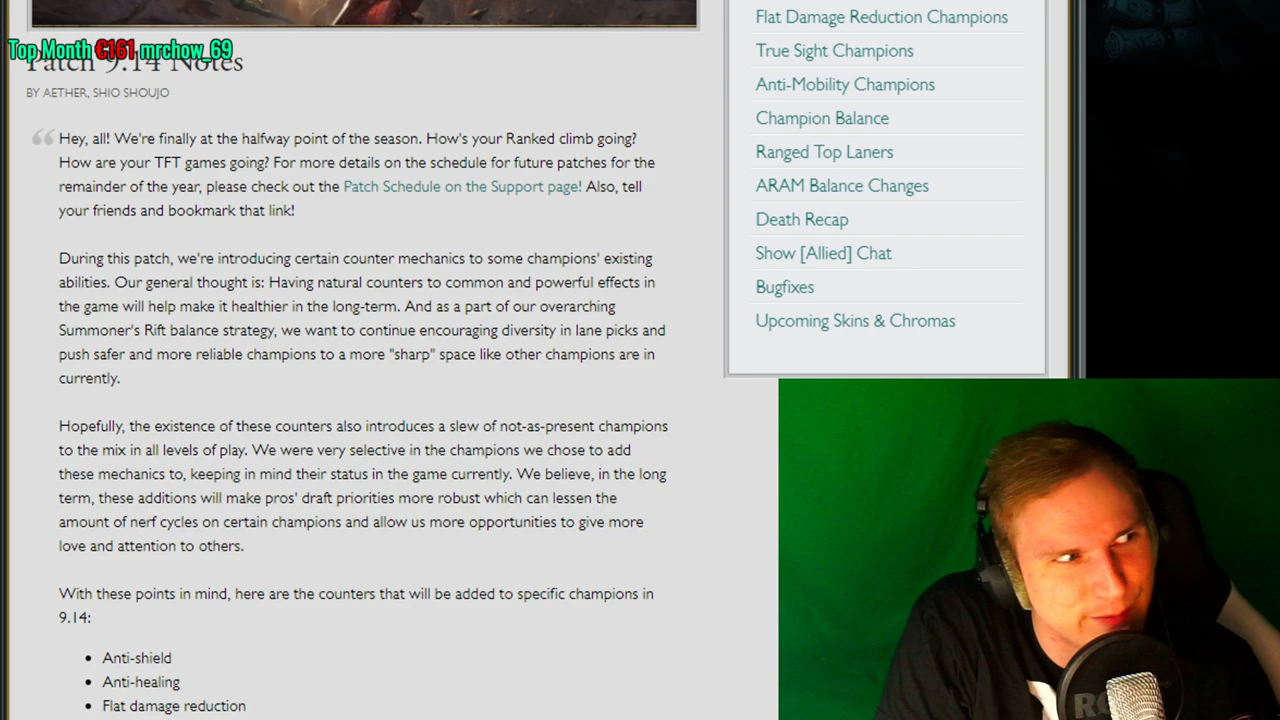 Top Month €161 mrchow_69
Patch 9.14 Notes
BY AETHER, SHIO SHOUJO
Hey, all! We're finally at the halfway point of the season. How's your Ranked climb going?
How are your TFT games going? For more details on the schedule for future patches for the
remainder of the year, please check out the Patch Schedule on the Support page! Also, tell
your friends and bookmark that link!
During this patch, we're introducing certain counter mechanics to some champions' existing
abilities. Our general thought is: Having natural counters to common and powerful effects in
the game will help make it healthier in the long-term. And as a part of our overarching
Summoner's Rift balance strategy, we want to continue encouraging diversity in lane picks and
push safer and more reliable champions to a more "sharp" space like other champions are in
currently.
Hopefully, the existence of these counters also introduces a slew of not-as-present champions
to the mix in all levels of play. We were very selective in the champions we chose to add
these mechanics to, keeping in mind their status in the game currently. We believe, in the long
term, these additions will make pros' draft priorities more robust which can lessen the
amount of nerf cycles on certain champions and allow us more opportunities to give more
love and attention to others.
With these points in mind, here are the counters that will be added to specific champions in
9.14:
• Anti-shield
• Anti-healing
• Flat damage reduction
Flat Damage Reduction Champions
True Sight Champions
Anti-Mobility Champions
Champion Balance
Ranged Top Laners
ARAM Balance Changes
Death Recap
Show [Allied] Chat
Bugfixes
Upcoming Skins & Chromas